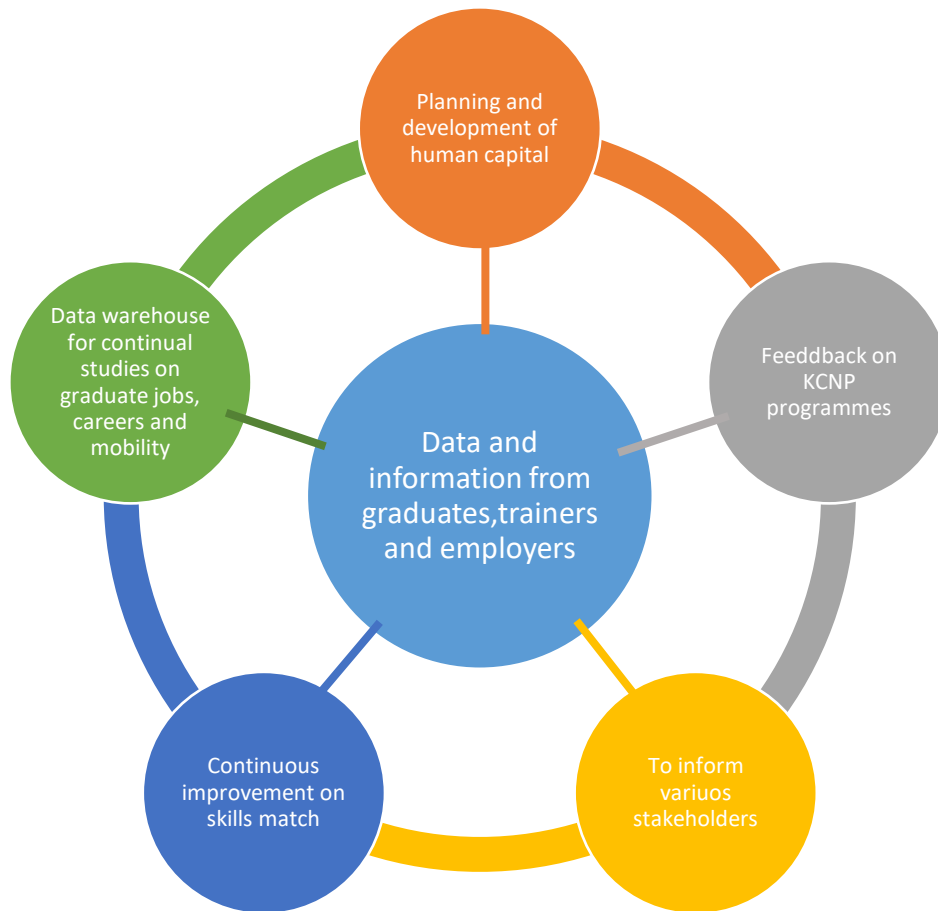 Planning and
development of
human capital
Data warehouse
for continual
studies on
graduate jobs,
careers and
mobility
Feeddback on
KCNP
programmes
Data and
information from
graduates,trainers
and employers
Continuous
improvement on
skills match
To inform
variuos
stakeholders